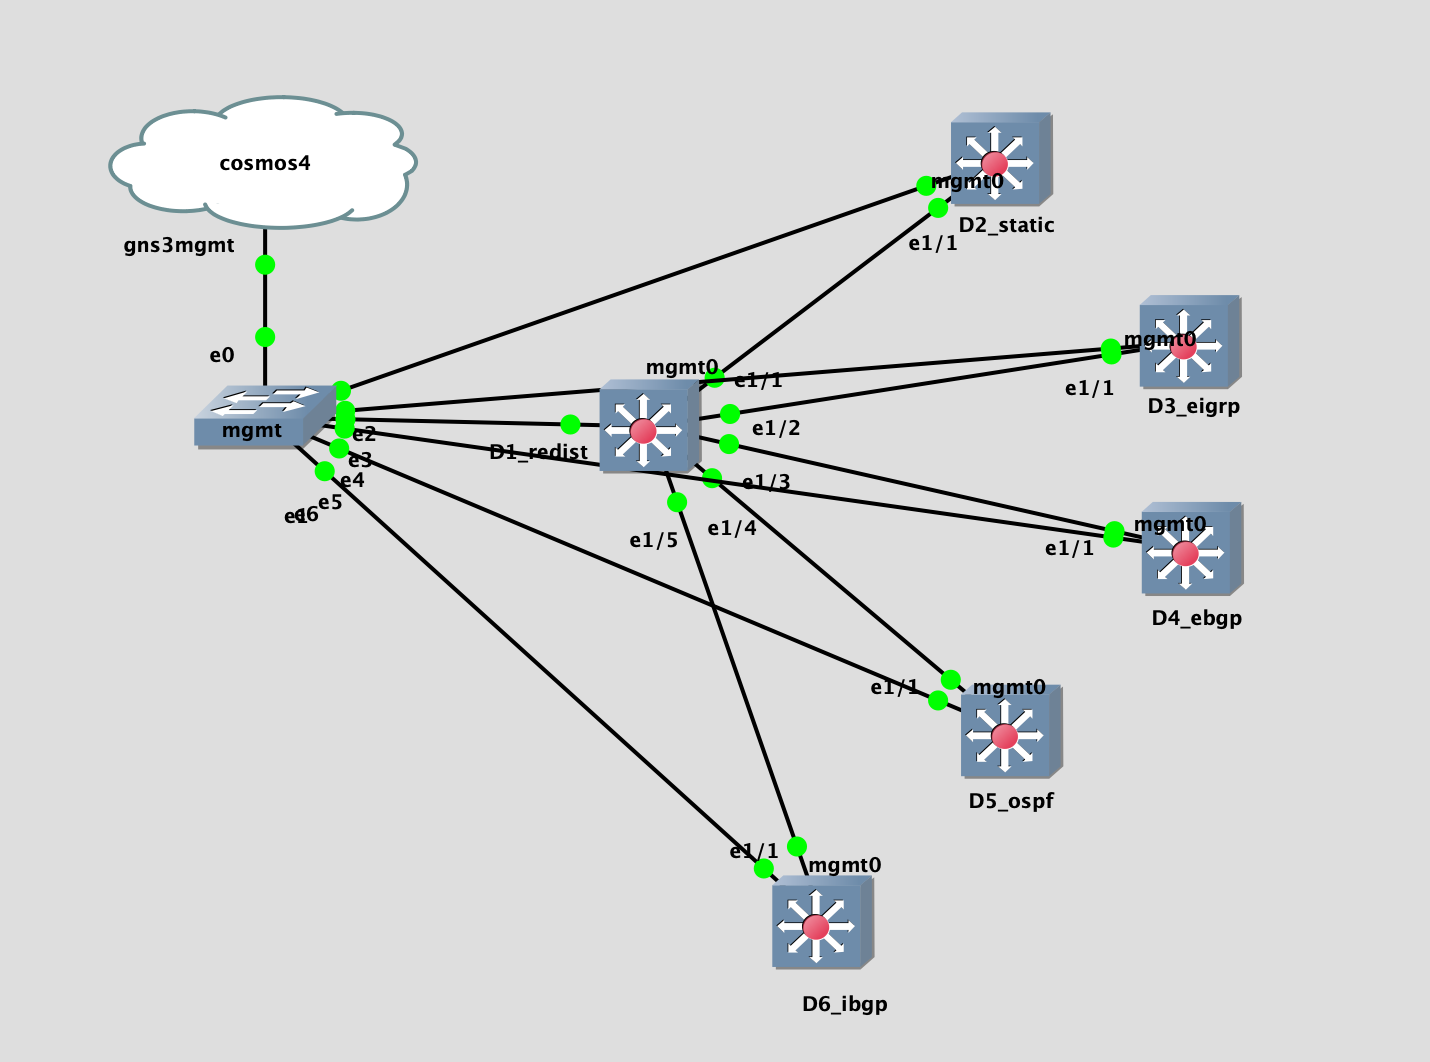 cosmos4
gns3mgmt
e0
mgmt
e2
e3
e4
e5
e6
e1
mgmt0
D1_redist
e1/1
e1/2
e1/3
e1/4
e1/5
mgmt0
e1/1
D2_static
mgmt0
e1/1
D3_eigrp
mgmt0
e1/1
D4_ebgp
mgmt0
e1/1
D5_ospf
e1/1
mgmt0
D6_ibgp